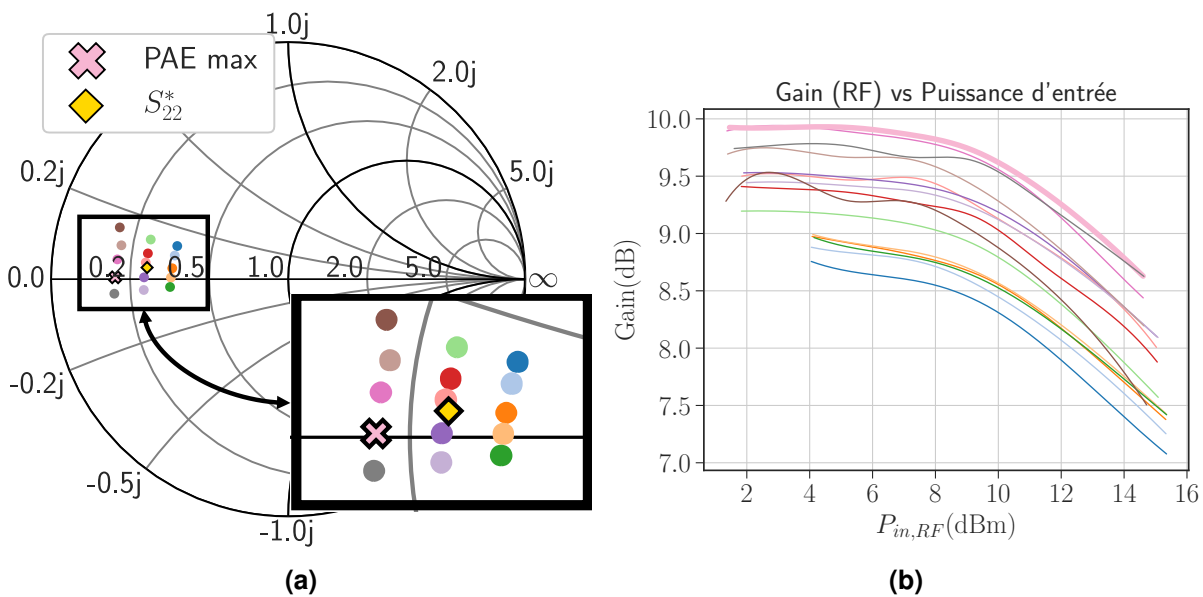 1.0j
PAE max
S*22
2.0j
5.0j
0.2j
0.0
0.2
0.5
1.0
2.0
5.0
∞
-0.2j
-0.5j
-1.0j
(a)
Gain (RF) vs Puissance d'entrée
10.0
9.5
9.0
8.5
8.0
7.5
7.0
Gain(dB)
2 4 6 8 10 12 14 16
Pin,RF(dBm)
(b)